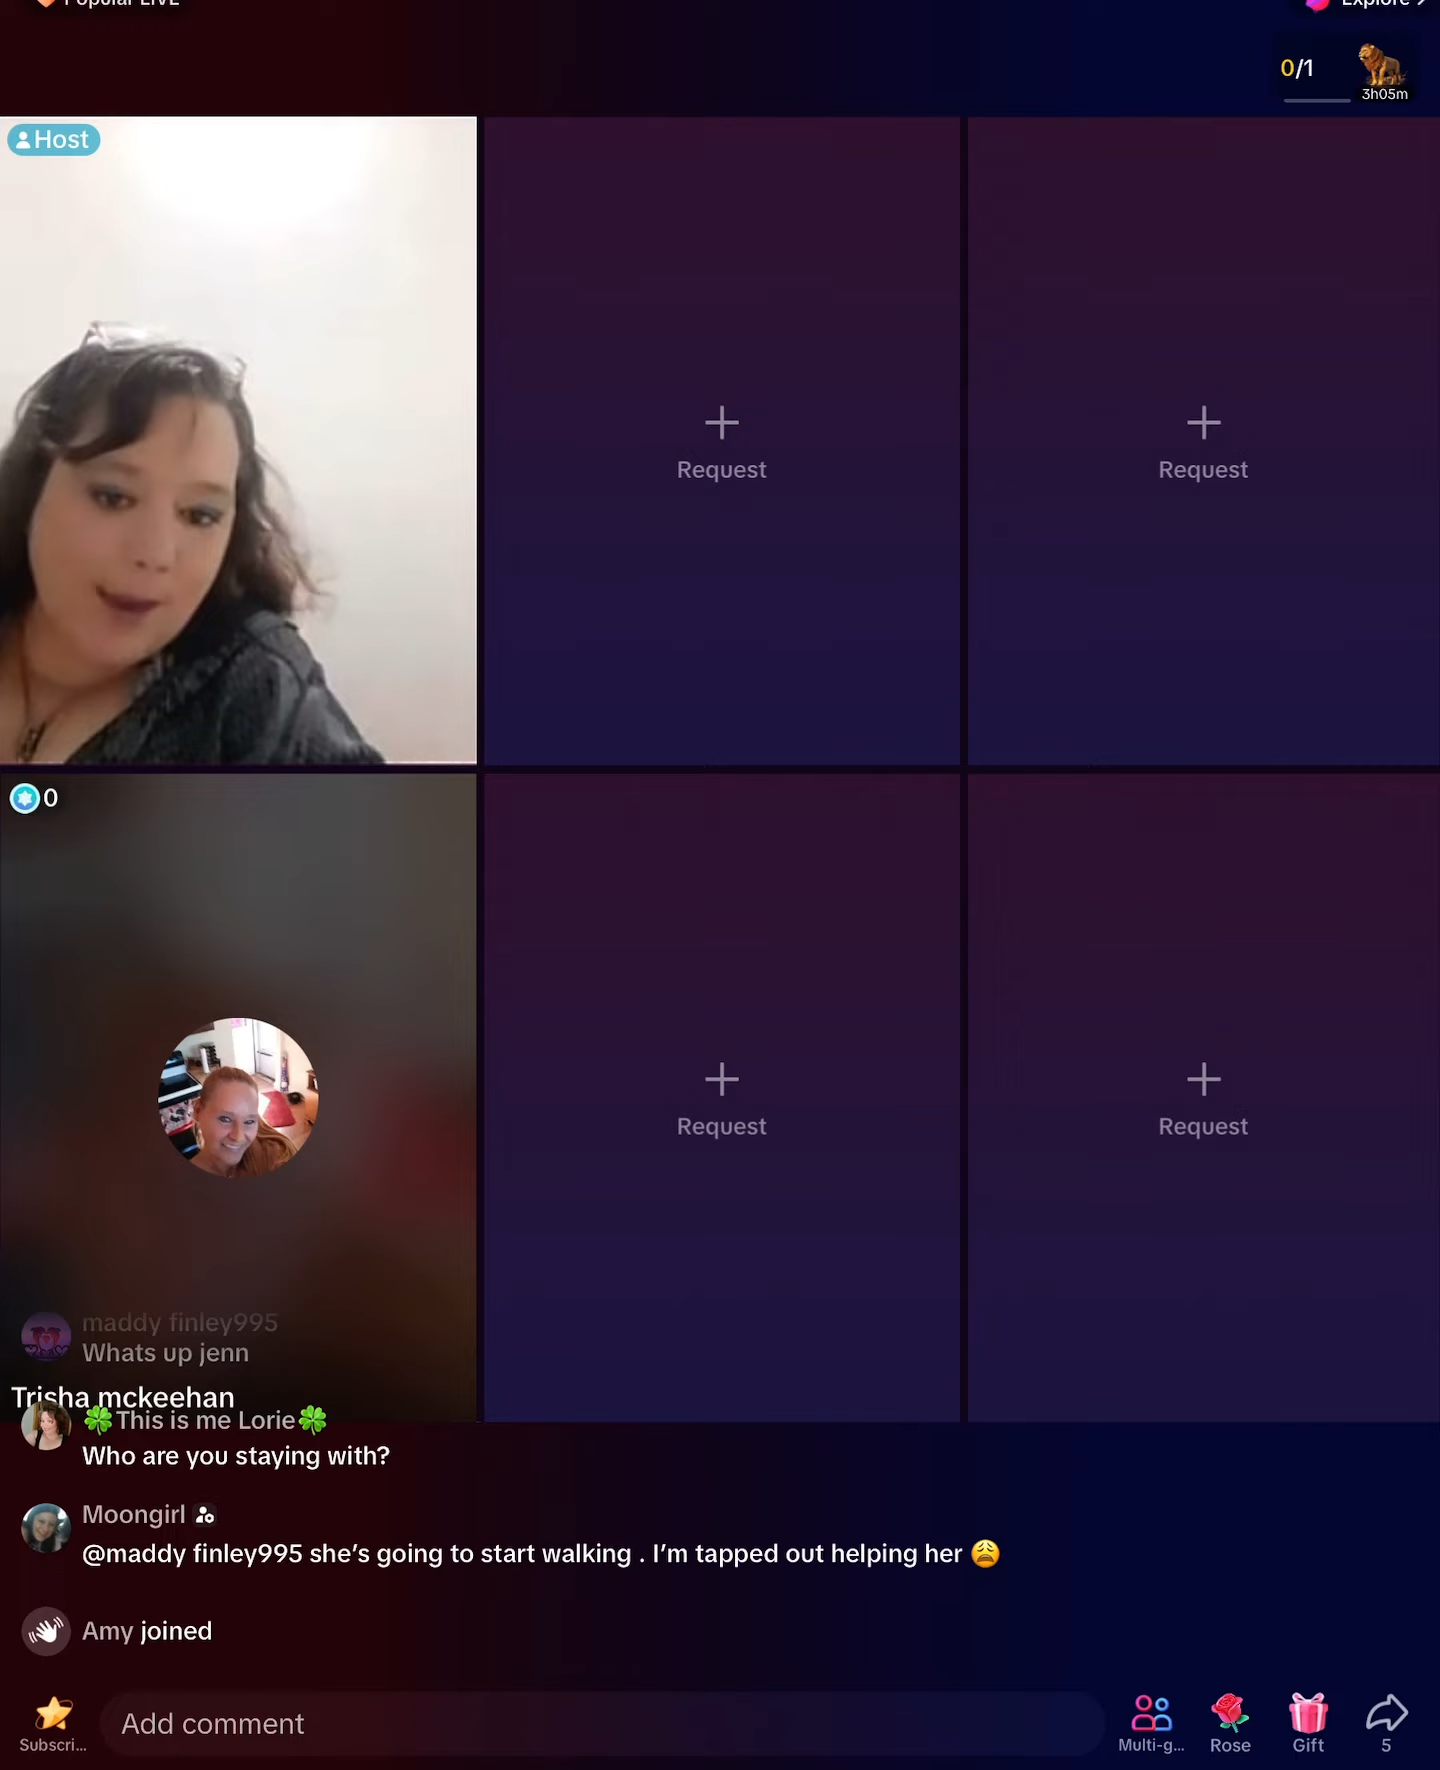 Popular LIVE
Explore >
0/1
3h05m
Host
+
Request
+
Request
0
+
Request
+
Request
maddy finley995
Whats up jenn
Trisha mckeehan
🍀This is me Lorie🍀
Who are you staying with?
Moongirl
@maddy finley995 she's going to start walking . I'm tapped out helping her 😩
Amy joined
Add comment
Subscri...
Multi-g...
Rose
Gift
5